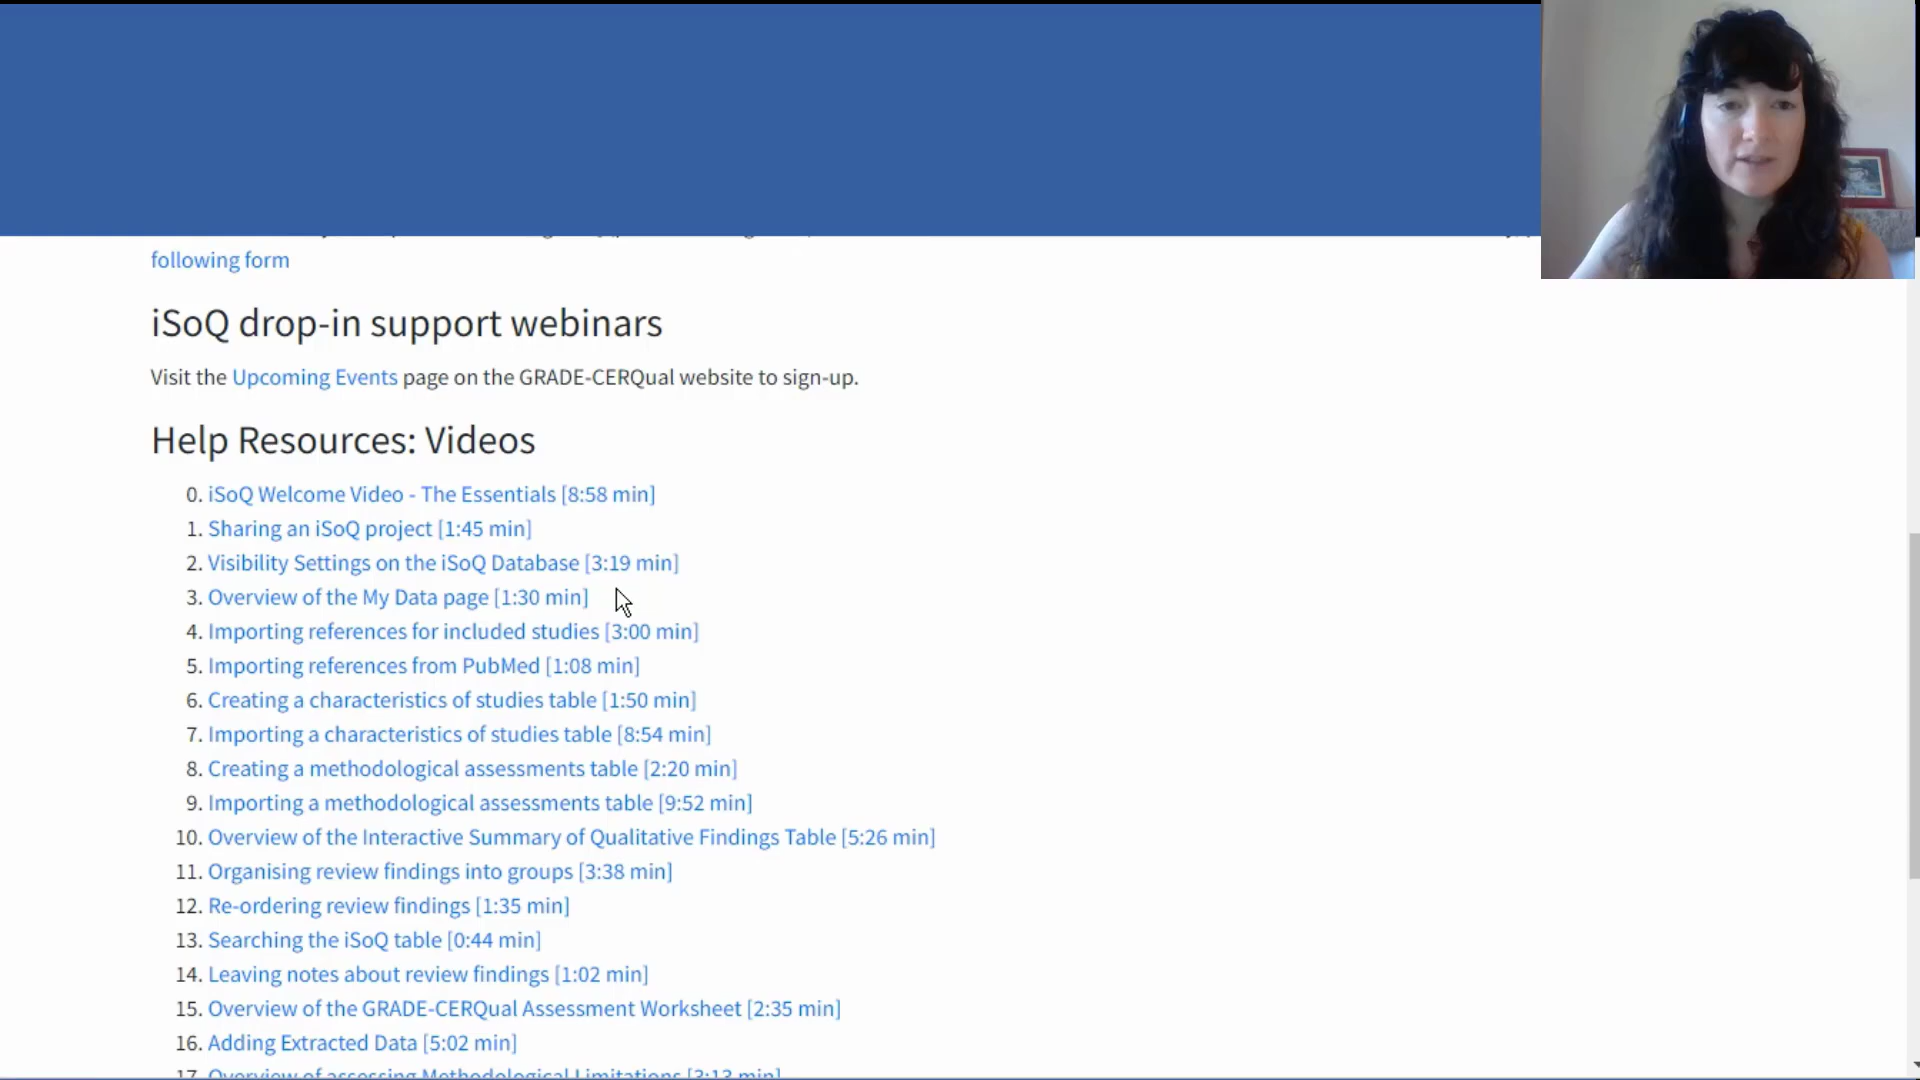 following form
iSoQ drop-in support webinars
Visit the Upcoming Events page on the GRADE-CERQual website to sign-up.
Help Resources: Videos
0. iSoQ Welcome Video - The Essentials [8:58 min]
1. Sharing an iSoQ project [1:45 min]
2. Visibility Settings on the iSoQ Database [3:19 min]
3. Overview of the My Data page [1:30 min]
4. Importing references for included studies [3:00 min]
5. Importing references from PubMed [1:08 min]
6. Creating a characteristics of studies table [1:50 min]
7. Importing a characteristics of studies table [8:54 min]
8. Creating a methodological assessments table [2:20 min]
9. Importing a methodological assessments table [9:52 min]
10. Overview of the Interactive Summary of Qualitative Findings Table [5:26 min]
11. Organising review findings into groups [3:38 min]
12. Re-ordering review findings [1:35 min]
13. Searching the iSoQ table [0:44 min]
14. Leaving notes about review findings [1:02 min]
15. Overview of the GRADE-CERQual Assessment Worksheet [2:35 min]
16. Adding Extracted Data [5:02 min]
17. Overview of assessing Methodological Limitations [3:13 min]